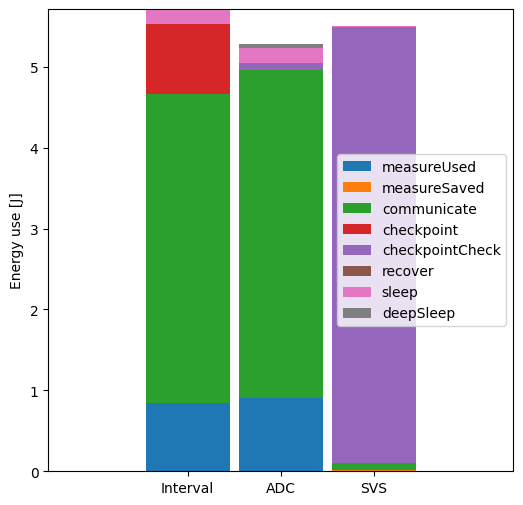 Energy use [J]
5
4
3
2
1
0
measureUsed
measureSaved
communicate
checkpoint
checkpointCheck
recover
sleep
deepSleep
Interval
ADC
SVS